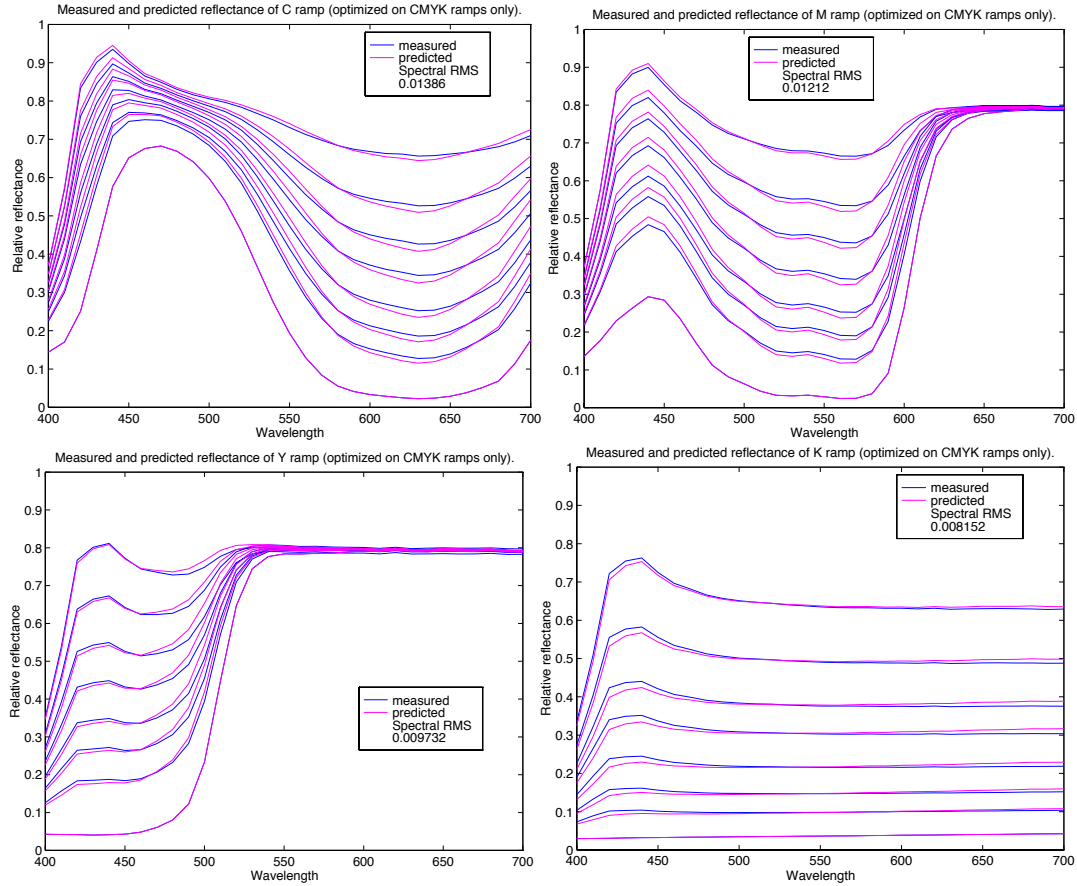 Measured and predicted reflectance of C ramp (optimized on CMYK ramps only).
1
0.9
0.8
0.7
0.6
0.5
0.4
0.3
0.2
0.1
0
Relative reflectance
measured
predicted
Spectral RMS
0.01386
400 450 500 550 600 650 700
Wavelength
Measured and predicted reflectance of M ramp (optimized on CMYK ramps only).
1
0.9
0.8
0.7
0.6
0.5
0.4
0.3
0.2
0.1
0
Relative reflectance
measured
predicted
Spectral RMS
0.01212
400 450 500 550 600 650 700
Wavelength
Measured and predicted reflectance of Y ramp (optimized on CMYK ramps only).
1
0.9
0.8
0.7
0.6
0.5
0.4
0.3
0.2
0.1
0
Relative reflectance
measured
predicted
Spectral RMS
0.009732
400 450 500 550 600 650 700
Wavelength
Measured and predicted reflectance of K ramp (optimized on CMYK ramps only).
1
0.9
0.8
0.7
0.6
0.5
0.4
0.3
0.2
0.1
0
Relative reflectance
measured
predicted
Spectral RMS
0.008152
400 450 500 550 600 650 700
Wavelength